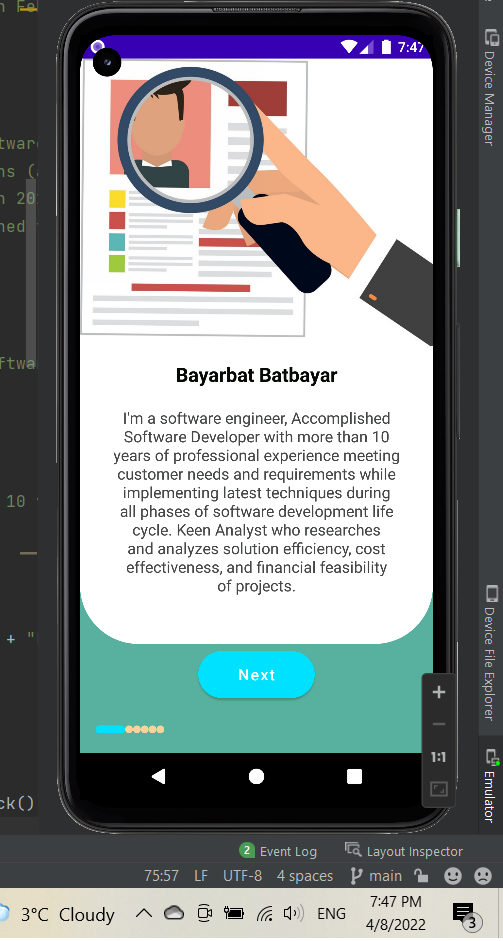 7:47
Device Manager
Bayarbat Batbayar
I'm a software engineer, Accomplished
Software Developer with more than 10
years of professional experience meeting
customer needs and requirements while
implementing latest techniques during
all phases of software development life
cycle. Keen Analyst who researches
and analyzes solution efficiency, cost
effectiveness, and financial feasibility
of projects.
10
+ "
Next
1:1
Device File Explorer
Emulator
ck()
2 Event Log Layout Inspector
75:57 LF UTF-8 4 spaces main
3°C Cloudy ENG 7:47 PM
4/8/2022
3